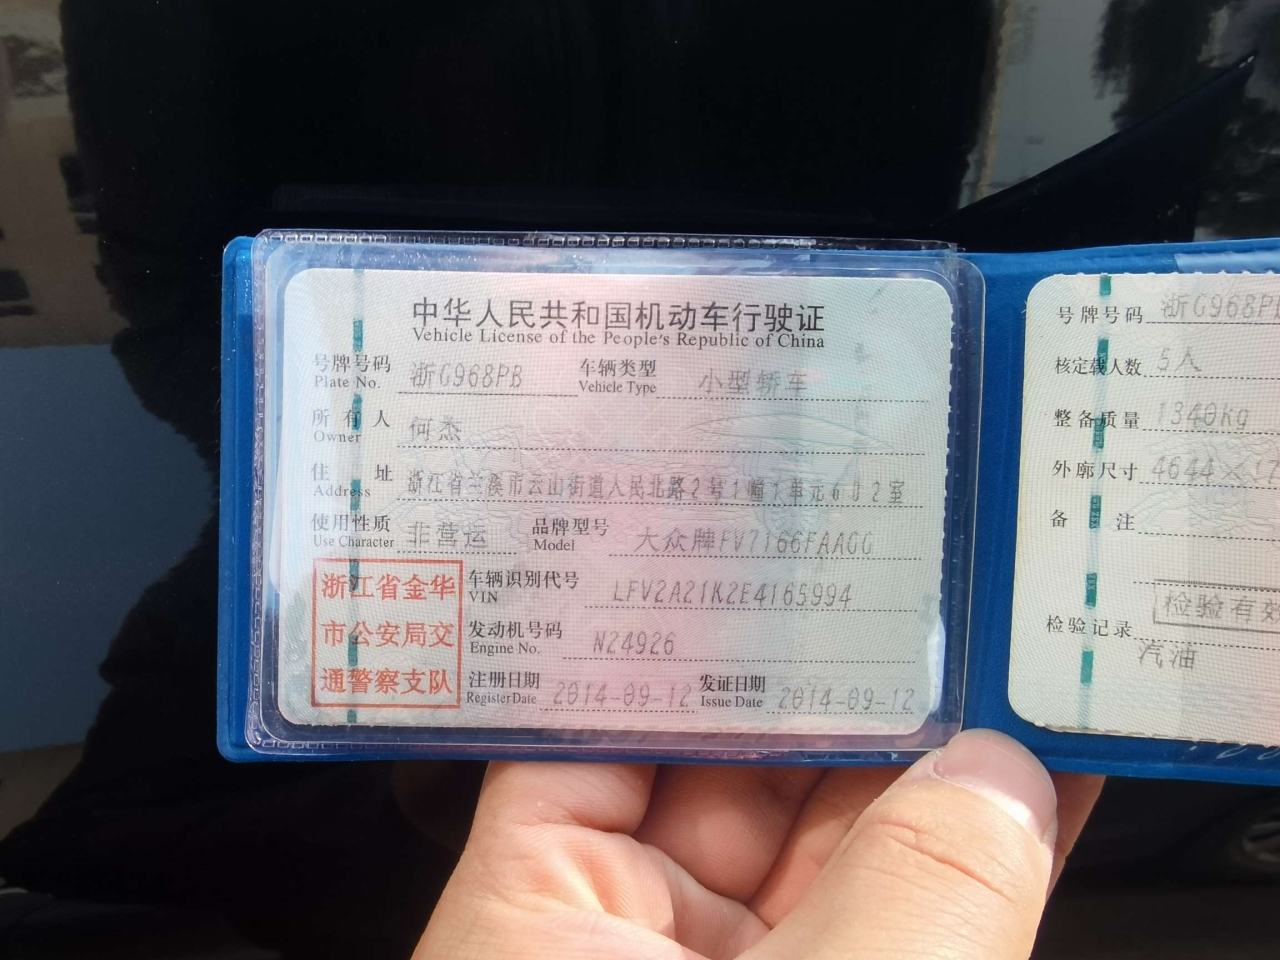 中华人民共和国机动车行驶证
Vehicle License of the People's Republic of China
号牌号码 浙G968PB 车辆类型 小型轿车
Plate No. Vehicle Type
所有人 何杰
Owner
住址 浙江省兰溪市云山街道人民北路2号1幢1单元602室
Address
使用性质 非营运 品牌型号 大众牌FV7166FAAGG
Use Character Model
浙江省金华
市公安局交
通警察支队
车辆识别代号 LFV2A21K2E4165994
VIN
发动机号码 N24926
Engine No.
注册日期 2014-09-12 发证日期 2014-09-12
Register Date Issue Date
号牌号码 浙G968P
核定载人数 5人
整备质量 1340kg
外廓尺寸 4644×17
备注
检验有效
检验记录
汽油